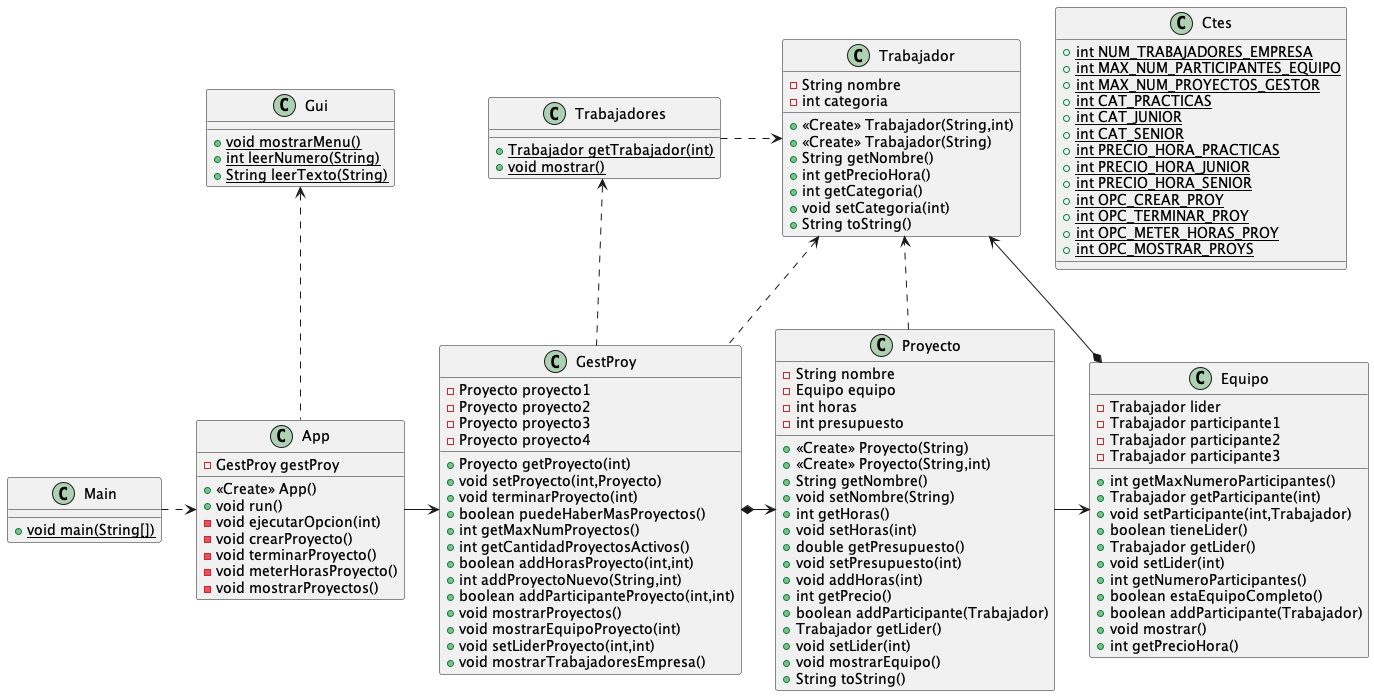 C Gui
void mostrarMenu()
int leerNumero(String)
String leerTexto(String)
C Trabajadores
Trabajador getTrabajador(int)
void mostrar()
C Trabajador
String nombre
int categoria
«Create» Trabajador(String,int)
«Create» Trabajador(String)
String getNombre()
int getPrecioHora()
int getCategoria()
void setCategoria(int)
String toString()
C Ctes
int NUM_TRABAJADORES_EMPRESA
int MAX_NUM_PARTICIPANTES_EQUIPO
int MAX_NUM_PROYECTOS_GESTOR
int CAT_PRACTICAS
int CAT_JUNIOR
int CAT_SENIOR
int PRECIO_HORA_PRACTICAS
int PRECIO_HORA_JUNIOR
int PRECIO_HORA_SENIOR
int OPC_CREAR_PROY
int OPC_TERMINAR_PROY
int OPC_METER_HORAS_PROY
int OPC_MOSTRAR_PROYS
C Main
void main(String[])
C App
GestProy gestProy
«Create» App()
void run()
void ejecutarOpcion(int)
void crearProyecto()
void terminarProyecto()
void meterHorasProyecto()
void mostrarProyectos()
C GestProy
Proyecto proyecto1
Proyecto proyecto2
Proyecto proyecto3
Proyecto proyecto4
Proyecto getProyecto(int)
void setProyecto(int,Proyecto)
void terminarProyecto(int)
boolean puedeHaberMasProyectos()
int getMaxNumProyectos()
int getCantidadProyectosActivos()
boolean addHorasProyecto(int,int)
int addProyectoNuevo(String,int)
boolean addParticipanteProyecto(int,int)
void mostrarProyectos()
void mostrarEquipoProyecto(int)
void setLiderProyecto(int,int)
void mostrarTrabajadoresEmpresa()
C Proyecto
String nombre
Equipo equipo
int horas
int presupuesto
«Create» Proyecto(String)
«Create» Proyecto(String,int)
String getNombre()
void setNombre(String)
int getHoras()
void setHoras(int)
double getPresupuesto()
void setPresupuesto(int)
void addHoras(int)
int getPrecio()
boolean addParticipante(Trabajador)
Trabajador getLider()
void setLider(int)
void mostrarEquipo()
String toString()
C Equipo
Trabajador lider
Trabajador participante1
Trabajador participante2
Trabajador participante3
int getMaxNumeroParticipantes()
Trabajador getParticipante(int)
void setParticipante(int,Trabajador)
boolean tieneLider()
Trabajador getLider()
void setLider(int)
int getNumeroParticipantes()
boolean estaEquipoCompleto()
boolean addParticipante(Trabajador)
void mostrar()
int getPrecioHora()